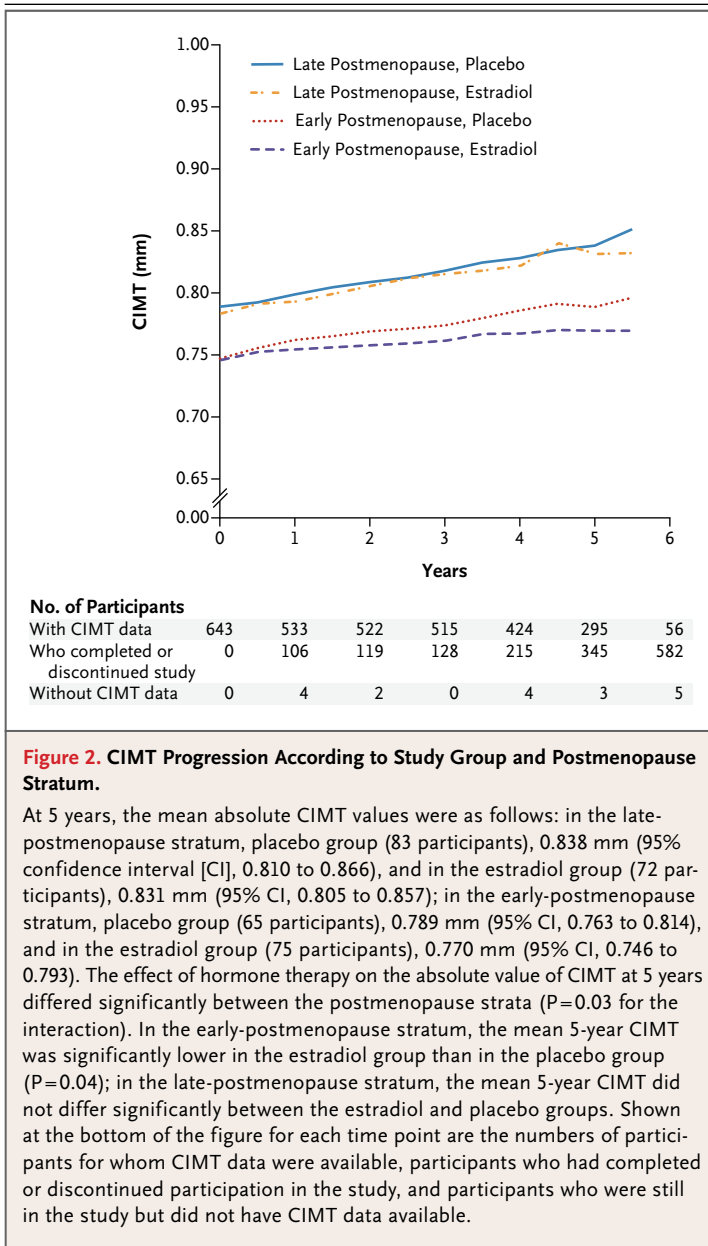 1.00
0.95
0.90
0.85
0.80
0.75
0.70
0.65
0.00
CIMT (mm)
Late Postmenopause, Placebo
Late Postmenopause, Estradiol
Early Postmenopause, Placebo
Early Postmenopause, Estradiol
0 1 2 3 4 5 6
Years
No. of Participants
With CIMT data 643 533 522 515 424 295 56
Who completed or 0 106 119 128 215 345 582
discontinued study
Without CIMT data 0 4 2 0 4 3 5
Figure 2. CIMT Progression According to Study Group and Postmenopause
Stratum.
At 5 years, the mean absolute CIMT values were as follows: in the late-
postmenopause stratum, placebo group (83 participants), 0.838 mm (95%
confidence interval [CI], 0.810 to 0.866), and in the estradiol group (72 par-
ticipants), 0.831 mm (95% CI, 0.805 to 0.857); in the early-postmenopause
stratum, placebo group (65 participants), 0.789 mm (95% CI, 0.763 to 0.814),
and in the estradiol group (75 participants), 0.770 mm (95% CI, 0.746 to
0.793). The effect of hormone therapy on the absolute value of CIMT at 5 years
differed significantly between the postmenopause strata (P=0.03 for the
interaction). In the early-postmenopause stratum, the mean 5-year CIMT
was significantly lower in the estradiol group than in the placebo group
(P=0.04); in the late-postmenopause stratum, the mean 5-year CIMT did
not differ significantly between the estradiol and placebo groups. Shown
at the bottom of the figure for each time point are the numbers of partici-
pants for whom CIMT data were available, participants who had completed
or discontinued participation in the study, and participants who were still
in the study but did not have CIMT data available.